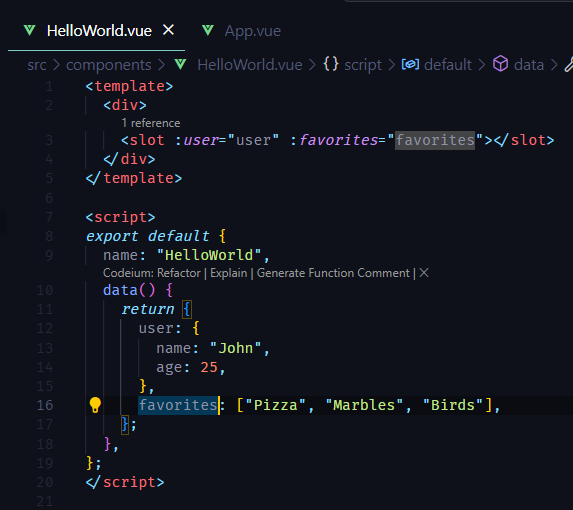 HelloWorld.vue × App.vue
src > components > HelloWorld.vue > {} script > default > data >
1 <template>
2 <div>
1 reference
3 <slot :user="user" :favorites="favorites"></slot>
4 </div>
5 </template>
6
7 <script>
8 export default {
9 name: "HelloWorld",
Codeium: Refactor | Explain | Generate Function Comment | ×
10 data() {
11 return {
12 user: {
13 name: "John",
14 age: 25,
15 },
16 favorites: ["Pizza", "Marbles", "Birds"],
17 };
18 },
19 };
20 </script>
21